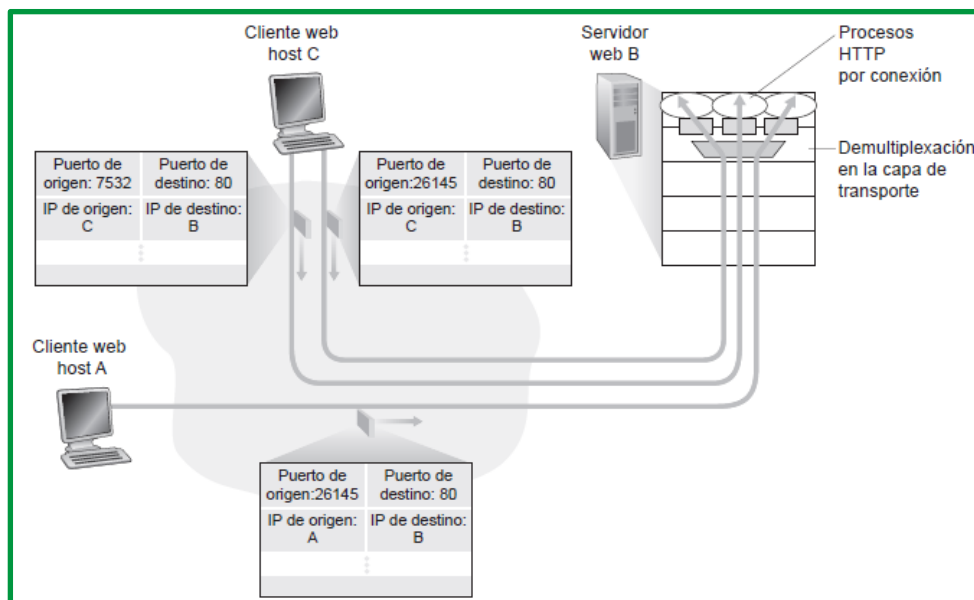 Cliente web
host C
Servidor
web B
Procesos
HTTP
por conexión
Demultiplexación
en la capa de
transporte
Puerto de
origen: 7532
Puerto de
destino: 80
IP de origen:
C
IP de destino:
B
Puerto de
origen:26145
Puerto de
destino: 80
IP de origen:
C
IP de destino:
B
Cliente web
host A
Puerto de
origen:26145
Puerto de
destino: 80
IP de origen:
A
IP de destino:
B